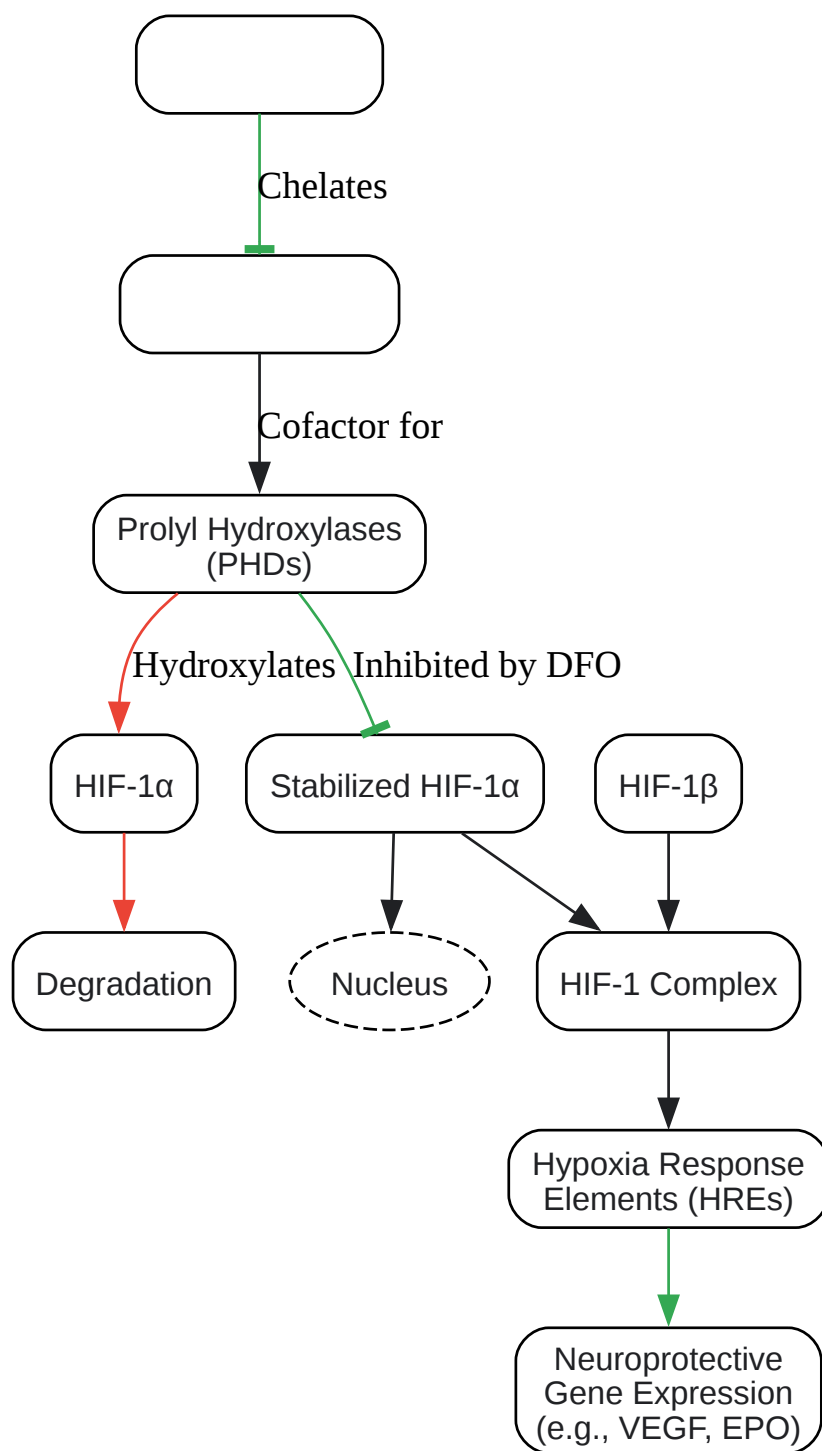 Chelates
Cofactor for
Prolyl Hydroxylases
(PHDs)
Hydroxylates
Inhibited by DFO
HIF-1α
Stabilized HIF-1α
HIF-1β
Degradation
Nucleus
HIF-1 Complex
Hypoxia Response
Elements (HREs)
Neuroprotective
Gene Expression
(e.g., VEGF, EPO)